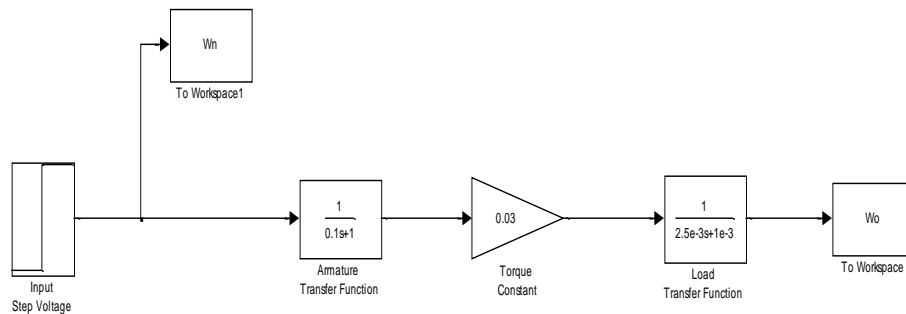 Wn
To Workspace1
Input
Step Voltage
1
0.1s+1
Armature
Transfer Function
0.03
Torque
Constant
1
2.5e-3s+1e-3
Load
Transfer Function
Wo
To Workspace